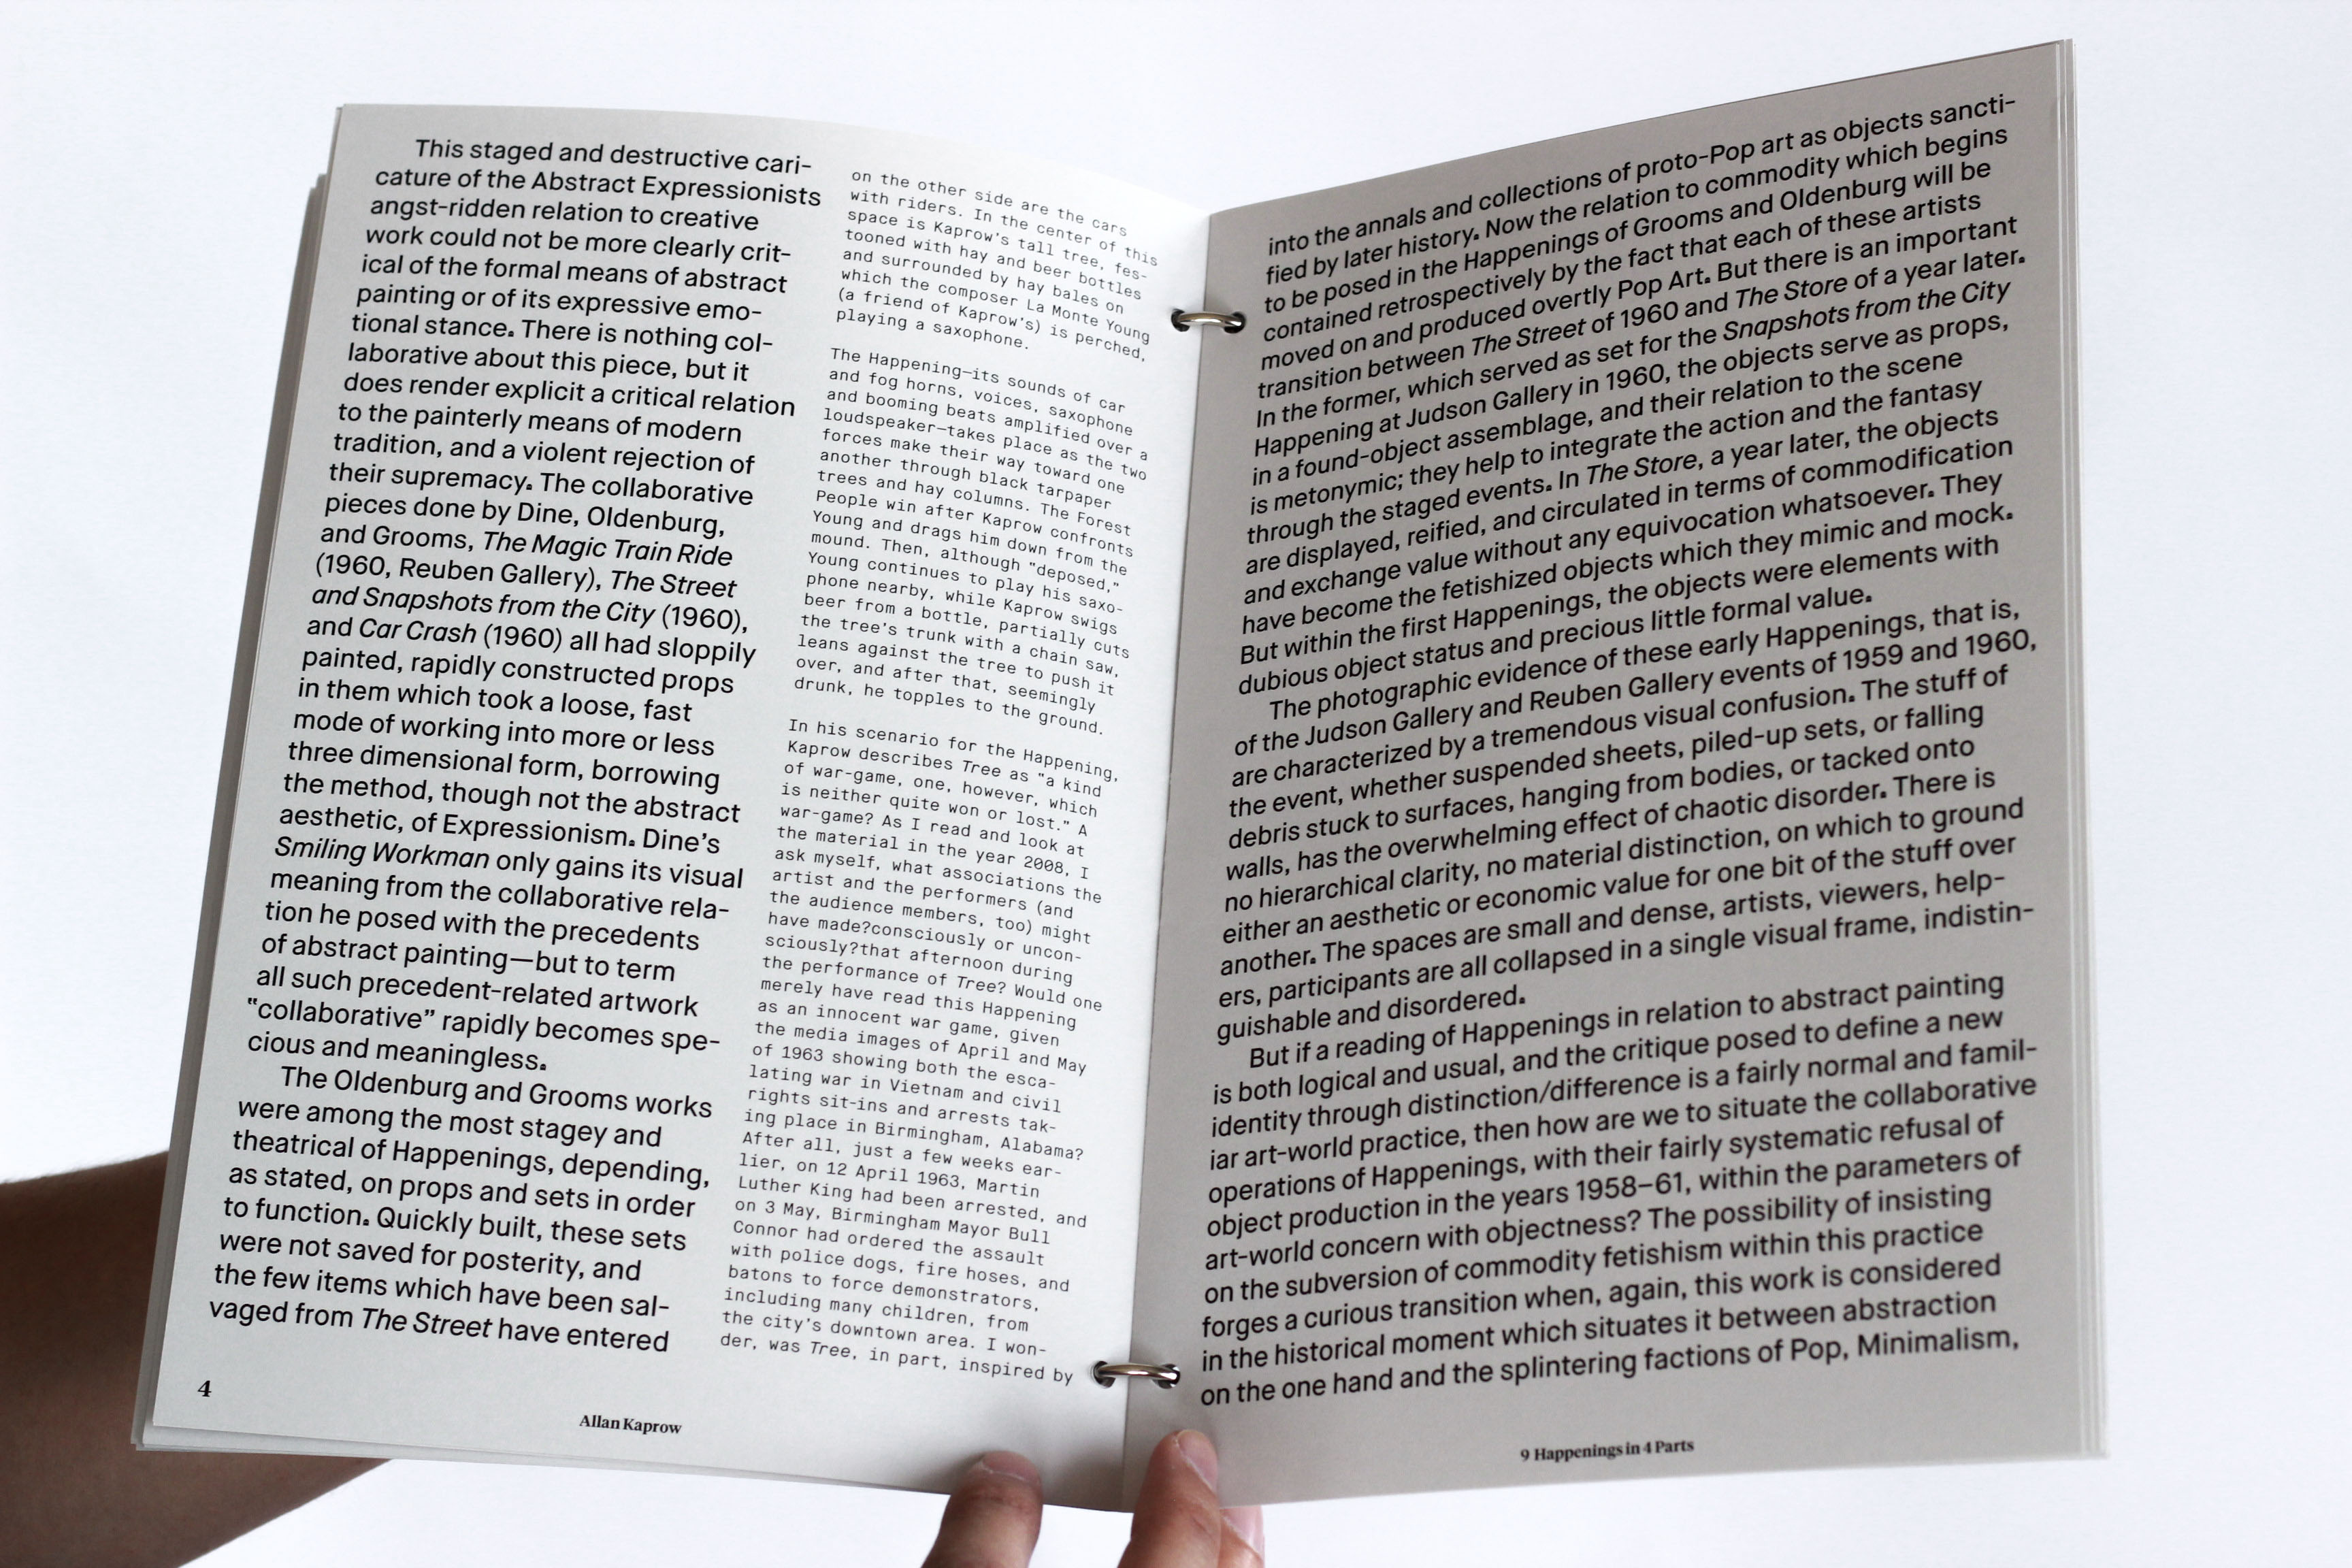 This staged and destructive cari-
cature of the Abstract Expressionists
angst-ridden relation to creative
work could not be more clearly crit-
ical of the formal means of abstract
painting or of its expressive emo-
tional stance. There is nothing col-
laborative about this piece, but it
does render explicit a critical relation
to the painterly means of modern
tradition, and a violent rejection of
their supremacy. The collaborative
pieces done by Dine, Oldenburg,
and Grooms, The Magic Train Ride
(1960, Reuben Gallery), The Street
and Snapshots from the City (1960),
and Car Crash (1960) all had sloppily
painted, rapidly constructed props
in them which took a loose, fast
mode of working into more or less
three dimensional form, borrowing
the method, though not the abstract
aesthetic, of Expressionism. Dine's
Smiling Workman only gains its visual
meaning from the collaborative rela-
tion he posed with the precedents
of abstract painting—but to term
all such precedent-related artwork
“collaborative” rapidly becomes spe-
cious and meaningless.
The Oldenburg and Grooms works
were among the most stagey and
theatrical of Happenings, depending,
as stated, on props and sets in order
to function. Quickly built, these sets
were not saved for posterity, and
the few items which have been sal-
vaged from The Street have entered
on the other side are the cars
with riders. In the center of this
space is Kaprow's tall tree, fes-
tooned with hay and beer bottles
and surrounded by hay bales on
which the composer La Monte Young
(a friend of Kaprow's) is perched,
playing a saxophone.
The Happening—its sounds of car
and fog horns, voices, saxophone
and booming beats amplified over a
loudspeaker—takes place as the two
forces make their way toward one
another through black tarpaper
trees and hay columns. The Forest
People win after Kaprow confronts
Young and drags him down from the
mound. Then, although "deposed,"
Young continues to play his saxo-
phone nearby, while Kaprow swigs
beer from a bottle, partially cuts
the tree's trunk with a chain saw,
leans against the tree to push it
over, and after that, seemingly
drunk, he topples to the ground.
In his scenario for the Happening,
Kaprow describes Tree as "a kind
of war-game, one, however, which
is neither quite won or lost." A
war-game? As I read and look at
the material in the year 2008, I
ask myself, what associations the
artist and the performers (and
the audience members, too) might
have made?consciously or uncon-
sciously?that afternoon during
the performance of Tree? Would one
merely have read this Happening
as an innocent war game, given
the media images of April and May
of 1963 showing both the esca-
lating war in Vietnam and civil
rights sit-ins and arrests tak-
ing place in Birmingham, Alabama?
After all, just a few weeks ear-
lier, on 12 April 1963, Martin
Luther King had been arrested, and
on 3 May, Birmingham Mayor Bull
Connor had ordered the assault
with police dogs, fire hoses, and
batons to force demonstrators,
including many children, from
the city's downtown area. I won-
der, was Tree, in part, inspired by
4
Allan Kaprow
into the annals and collections of proto-Pop art as objects sancti-
fied by later history. Now the relation to commodity which begins
to be posed in the Happenings of Grooms and Oldenburg will be
contained retrospectively by the fact that each of these artists
moved on and produced overtly Pop Art. But there is an important
transition between The Street of 1960 and The Store of a year later.
In the former, which served as set for the Snapshots from the City
Happening at Judson Gallery in 1960, the objects serve as props,
in a found-object assemblage, and their relation to the scene
is metonymic; they help to integrate the action and the fantasy
through the staged events. In The Store, a year later, the objects
are displayed, reified, and circulated in terms of commodification
and exchange value without any equivocation whatsoever. They
have become the fetishized objects which they mimic and mock.
But within the first Happenings, the objects were elements with
dubious object status and precious little formal value.
The photographic evidence of these early Happenings, that is,
of the Judson Gallery and Reuben Gallery events of 1959 and 1960,
are characterized by a tremendous visual confusion. The stuff of
the event, whether suspended sheets, piled-up sets, or falling
debris stuck to surfaces, hanging from bodies, or tacked onto
walls, has the overwhelming effect of chaotic disorder. There is
no hierarchical clarity, no material distinction, on which to ground
either an aesthetic or economic value for one bit of the stuff over
another. The spaces are small and dense, artists, viewers, help-
ers, participants are all collapsed in a single visual frame, indistin-
guishable and disordered.
But if a reading of Happenings in relation to abstract painting
is both logical and usual, and the critique posed to define a new
identity through distinction/difference is a fairly normal and famil-
iar art-world practice, then how are we to situate the collaborative
operations of Happenings, with their fairly systematic refusal of
object production in the years 1958–61, within the parameters of
art-world concern with objectness? The possibility of insisting
on the subversion of commodity fetishism within this practice
forges a curious transition when, again, this work is considered
in the historical moment which situates it between abstraction
on the one hand and the splintering factions of Pop, Minimalism,
9 Happenings in 4 Parts